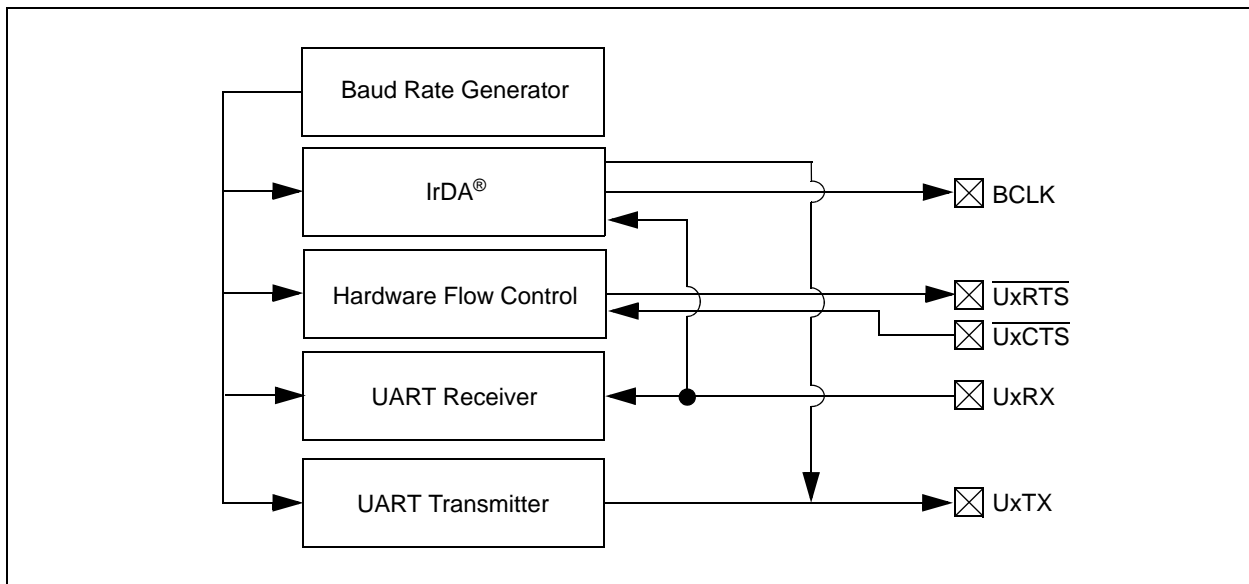 Baud Rate Generator
IrDA®
BCLK
Hardware Flow Control
UxRTS
UxCTS
UART Receiver
UxRX
UART Transmitter
UxTX